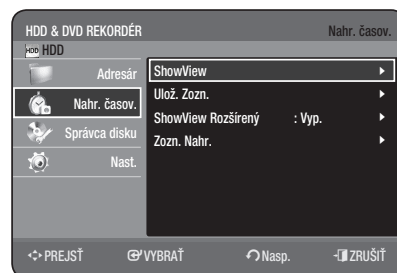 HDD & DVD REKORDÉR Nahr. časov.
HDD HDD
Adresár
Nahr. časov.
Správca disku
Nast.
ShowView
Ulož. Zozn.
ShowView Rozšírený : Vyp.
Zozn. Nahr.
PREJSŤ VYBRAŤ Nasp. ZRUŠIŤ